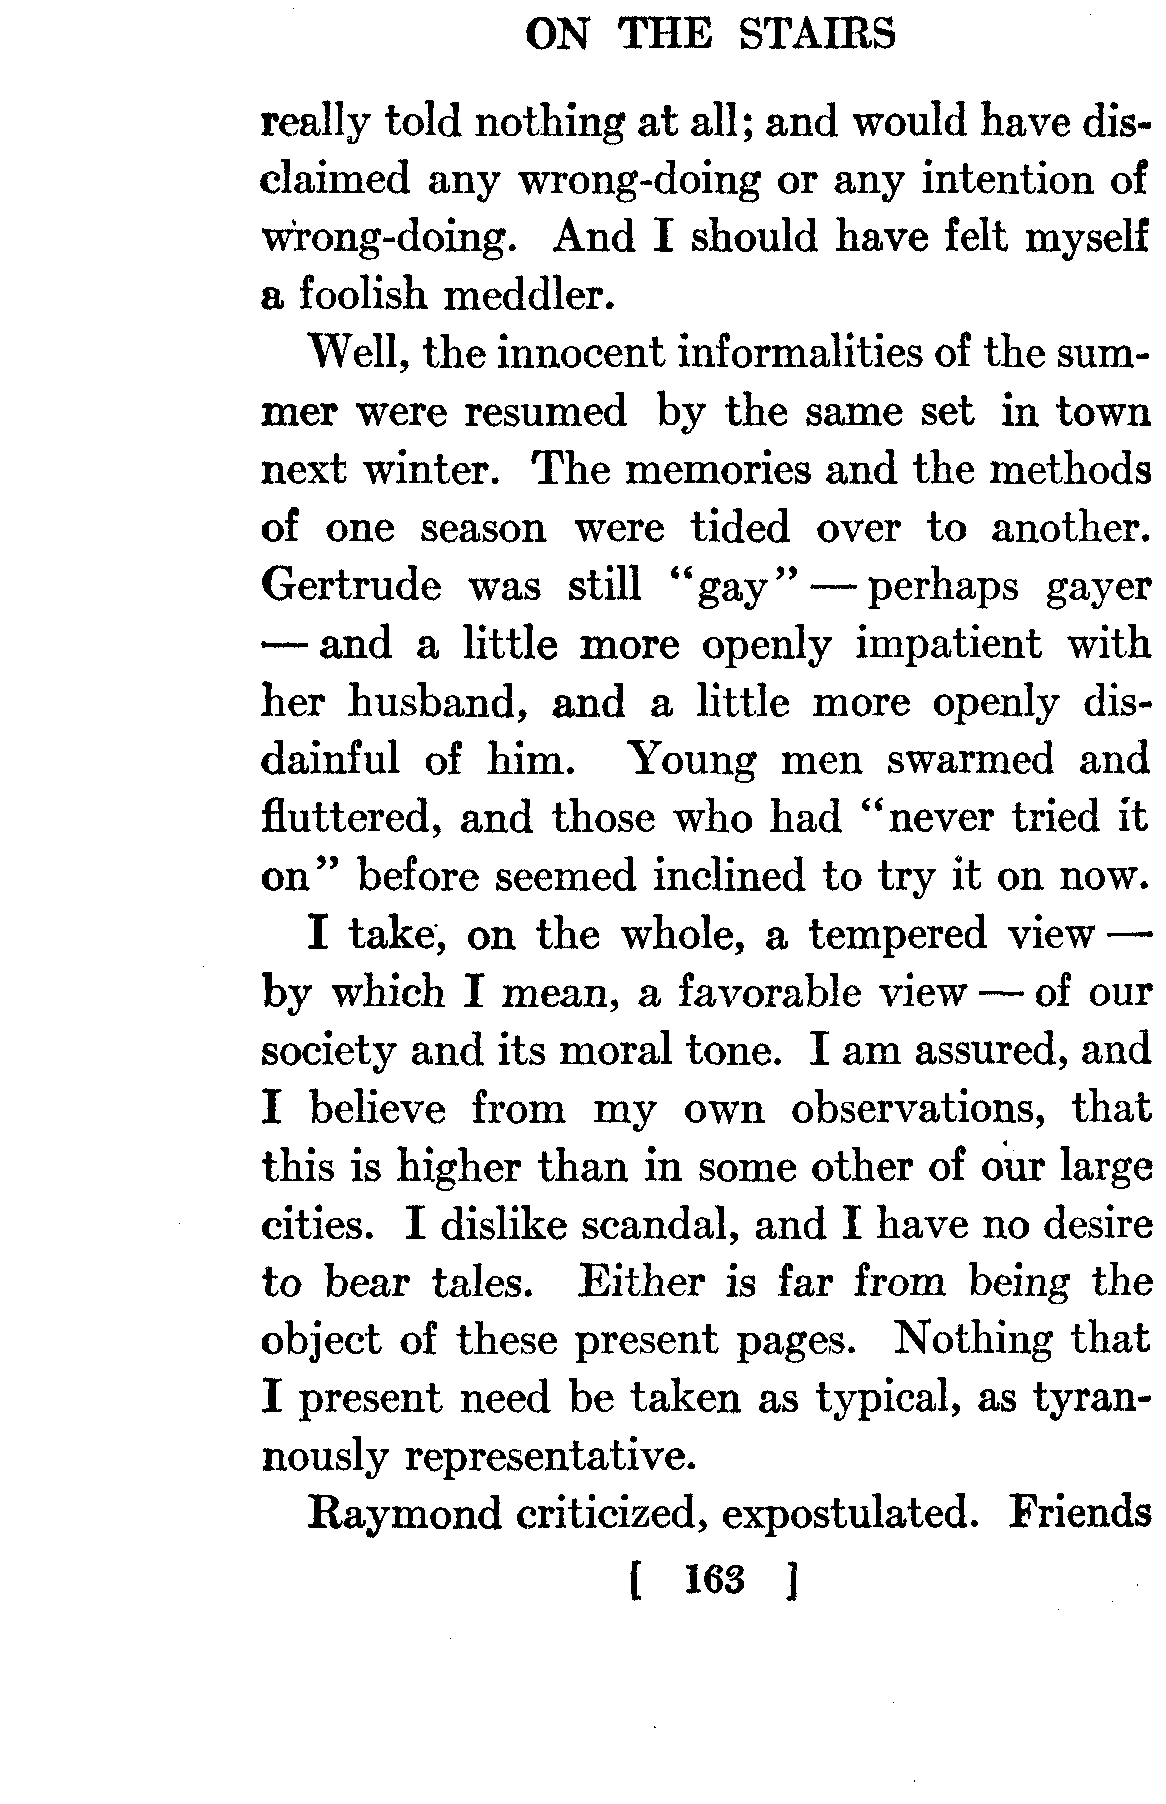 ON THE STAIRS
really told nothing at all; and would have dis-
claimed any wrong-doing or any intention of
wrong-doing. And I should have felt myself
a foolish meddler.
Well, the innocent informalities of the sum-
mer were resumed by the same set in town
next winter. The memories and the methods
of one season were tided over to another.
Gertrude was still "gay" — perhaps gayer
— and a little more openly impatient with
her husband, and a little more openly dis-
dainful of him. Young men swarmed and
fluttered, and those who had "never tried it
on" before seemed inclined to try it on now.
I take, on the whole, a tempered view —
by which I mean, a favorable view — of our
society and its moral tone. I am assured, and
I believe from my own observations, that
this is higher than in some other of our large
cities. I dislike scandal, and I have no desire
to bear tales. Either is far from being the
object of these present pages. Nothing that
I present need be taken as typical, as tyran-
nously representative.
Raymond criticized, expostulated. Friends
[ 163 ]